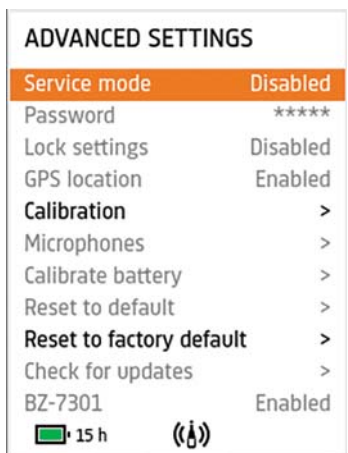 ADVANCED SETTINGS
Service mode Disabled
Password *****
Lock settings Disabled
GPS location Enabled
Calibration >
Microphones >
Calibrate battery >
Reset to default >
Reset to factory default >
Check for updates >
BZ-7301 Enabled
15 h